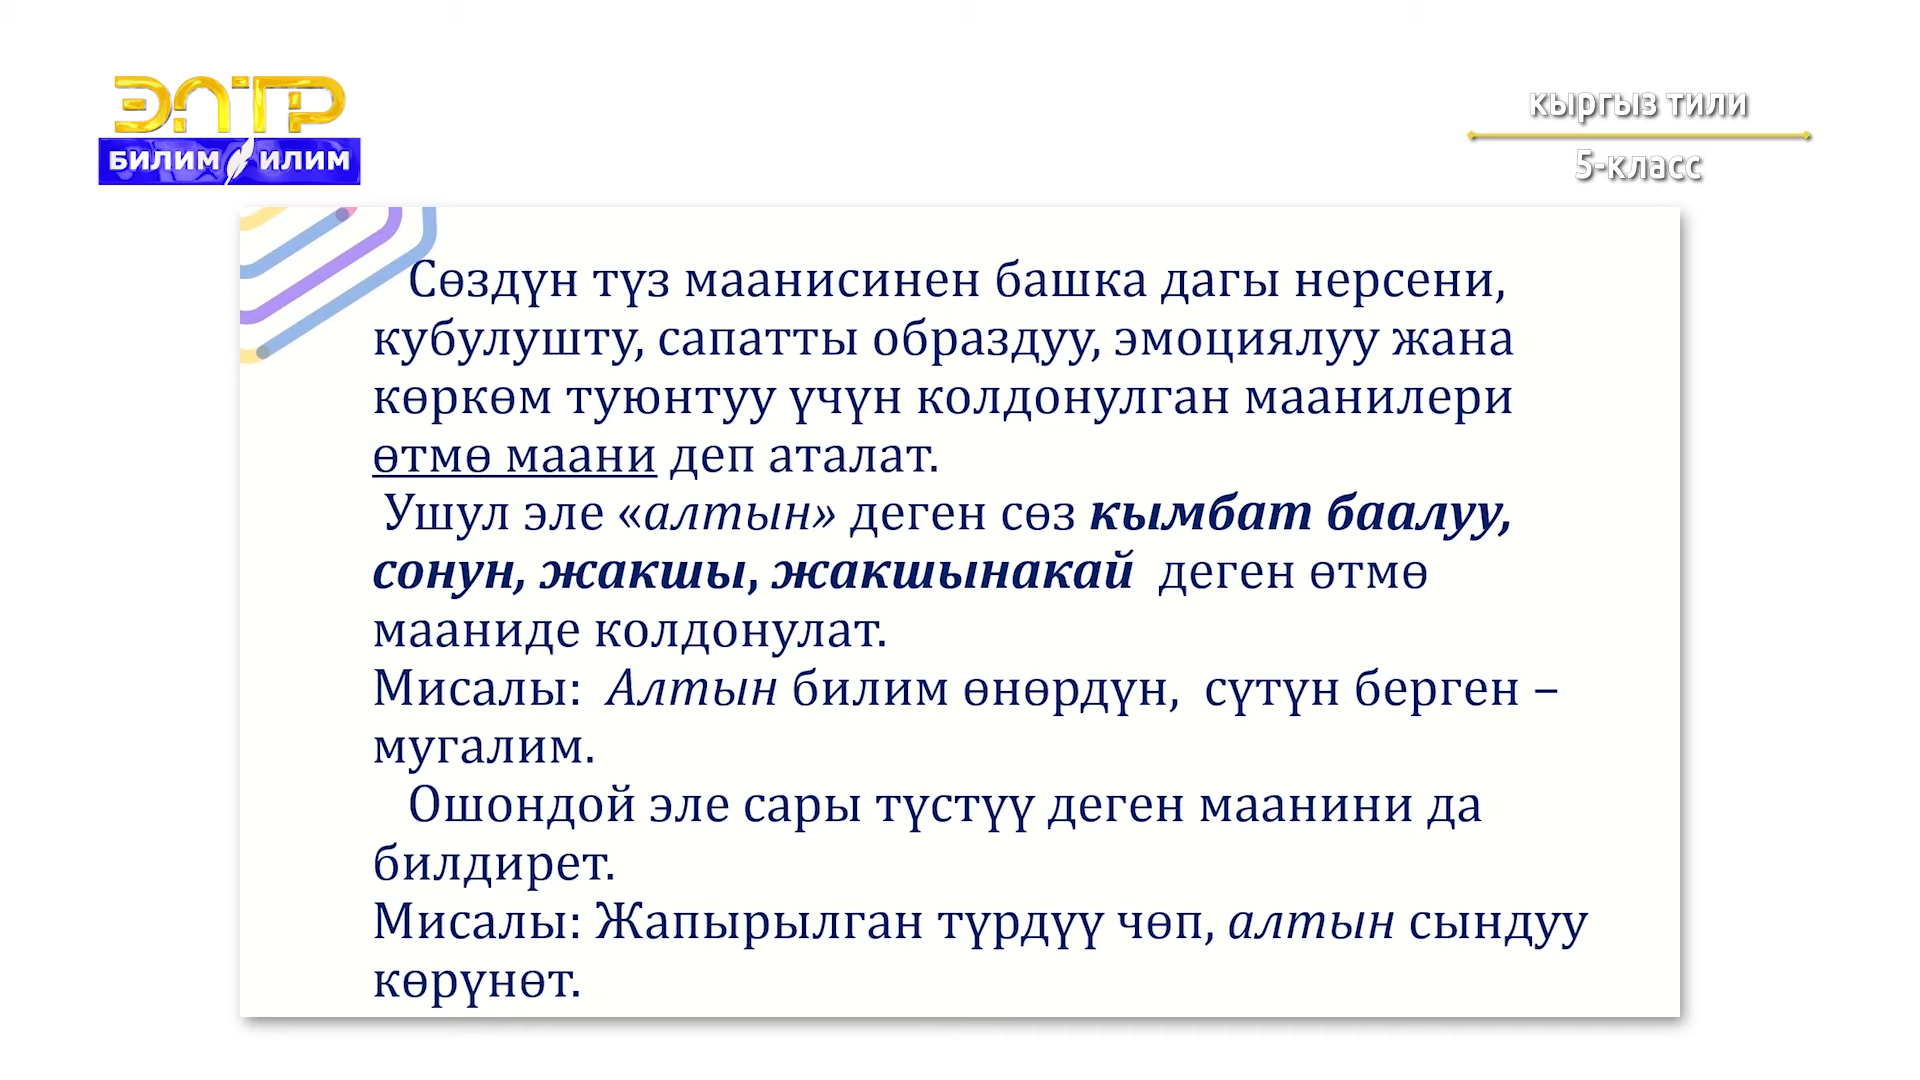 ЭЛТР
БИЛИМ ИЛИМ
кыргыз тили
5-класс
Сөздүн түз маанисинен башка дагы нерсени,
кубулушту, сапатты образдуу, эмоциялуу жана
көркөм туюнтуу үчүн колдонулган маанилери
өтмө маани деп аталат.
Ушул эле «алтын» деген сөз кымбат баалуу,
сонун, жакшы, жакшынакай деген өтмө
мааниде колдонулат.
Мисалы: Алтын билим өнөрдүн, сүтүн берген –
мугалим.
Ошондой эле сары түстүү деген маанини да
билдирет.
Мисалы: Жапырылган түрдүү чөп, алтын сындуу
көрүнөт.